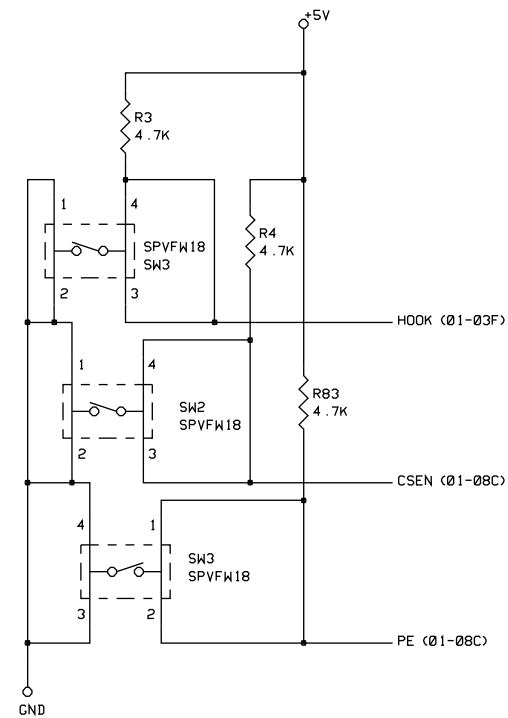 +5V
R3
4.7K
1
4
SPVFW18
SW3
2
3
R4
4.7K
HOOK (01-03F)
1
4
SW2
SPVFW18
2
3
R83
4.7K
CSEN (01-08C)
4
1
SW3
SPVFW18
3
2
PE (01-08C)
GND